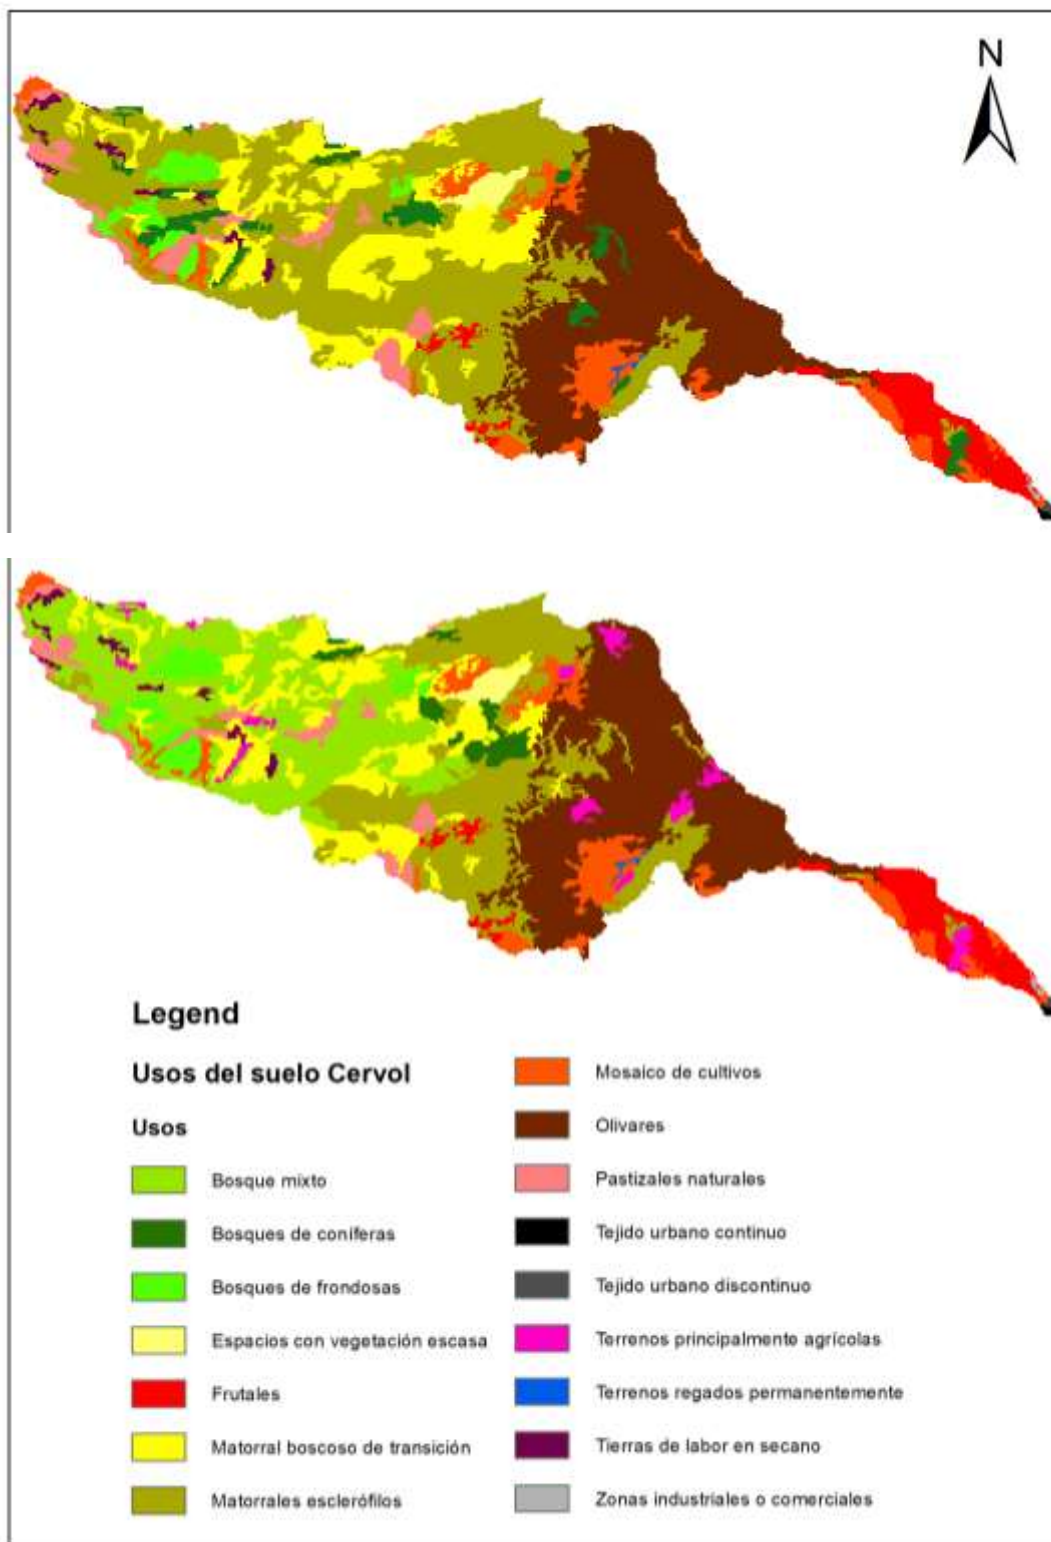 N
Legend
Usos del suelo Cervol
Usos
Bosque mixto
Bosques de coníferas
Bosques de frondosas
Espacios con vegetación escasa
Frutales
Matorral boscoso de transición
Matorrales esclerófilos
Mosaico de cultivos
Olivares
Pastizales naturales
Tejido urbano continuo
Tejido urbano discontinuo
Terrenos principalmente agrícolas
Terrenos regados permanentemente
Tierras de labor en secano
Zonas industriales o comerciales